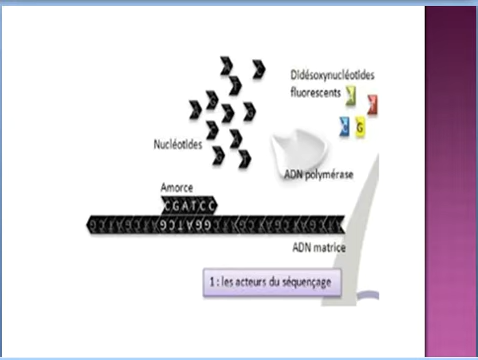 Didésoxynucléotides
fluorescents
C G
Nucléotides
ADN polymérase
Amorce
CGATCC
ADN matrice
1 : les acteurs du séquençage